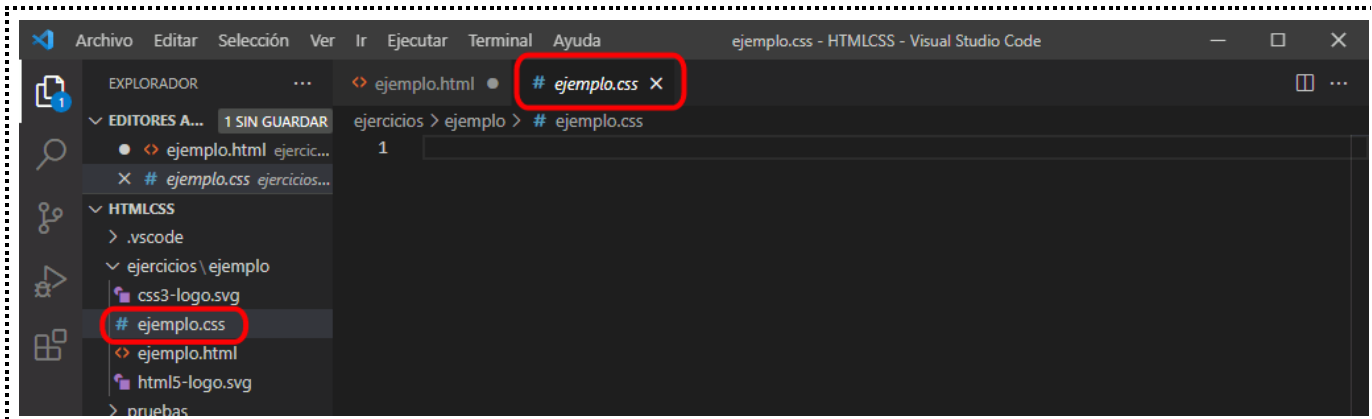 Archivo Editar Selección Ver Ir Ejecutar Terminal Ayuda ejemplo.css - HTMLCSS - Visual Studio Code
EXPLORADOR ··· <> ejemplo.html ● # ejemplo.css × ···
1
EDITORES A... 1 SIN GUARDAR ejercicios > ejemplo > # ejemplo.css
● <> ejemplo.html ejercic... 1
× # ejemplo.css ejercicios...
HTMLCSS
> .vscode
ejercicios\ejemplo
css3-logo.svg
# ejemplo.css
<> ejemplo.html
html5-logo.svg
> pruebas